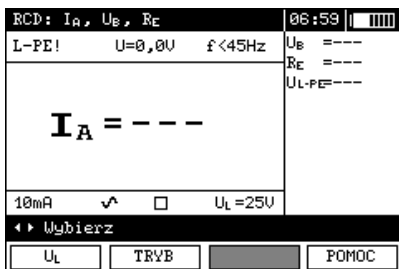 RCD: IA, UB, RE 06:59
L-PE! U=0,0V f<45Hz
UB =---
RE =---
UL-PE=---
IA = ---
10mA UL=25V
Wybierz
UL TRYB POMOC